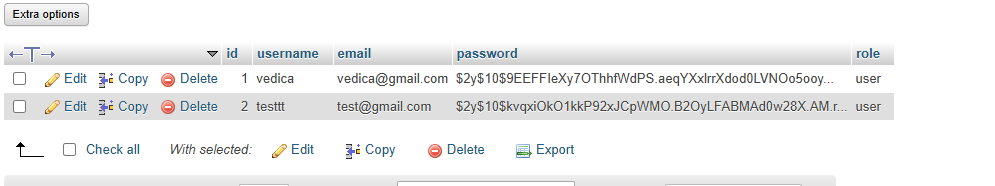 Extra options
id username email password role
Edit Copy Delete 1 vedica vedica@gmail.com $2y$10$9EEFFIeXy7OThhfWdPS.aeqYXxlrrXdod0LVNOo5ooy... user
Edit Copy Delete 2 testtt test@gmail.com $2y$10$kvqxiOkO1kkP92xJCpWMO.B2OyLFABMAd0w28X.AM.r... user
Check all With selected: Edit Copy Delete Export